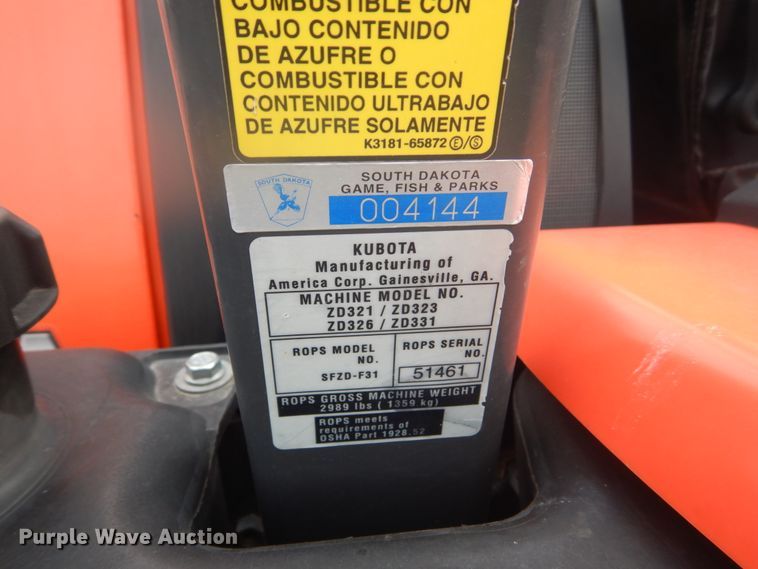 COMBUSTIBLE CON
BAJO CONTENIDO
DE AZUFRE O
COMBUSTIBLE CON
CONTENIDO ULTRABAJO
DE AZUFRE SOLAMENTE
K3181-65872 E/S
SOUTH DAKOTA
SOUTH DAKOTA
GAME, FISH & PARKS
004144
KUBOTA
Manufacturing of
America Corp. Gainesville, GA.
MACHINE MODEL NO.
ZD321 / ZD323
ZD326 / ZD331
ROPS MODEL
NO.
SFZD-F31
ROPS SERIAL
NO.
51461
ROPS GROSS MACHINE WEIGHT
2989 lbs ( 1359 kg)
ROPS meets
requirements of
OSHA Part 1928.52
Purple Wave Auction